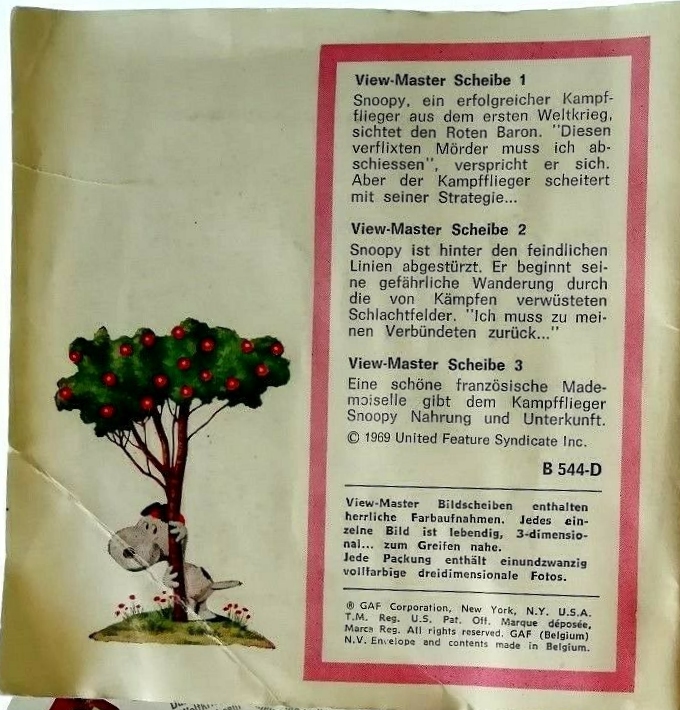 View-Master Scheibe 1
Snoopy, ein erfolgreicher Kampf-
flieger aus dem ersten Weltkrieg,
sichtet den Roten Baron. "Diesen
verflixten Mörder muss ich ab-
schiessen", verspricht er sich.
Aber der Kampfflieger scheitert
mit seiner Strategie...
View-Master Scheibe 2
Snoopy ist hinter den feindlichen
Linien abgestürzt. Er beginnt sei-
ne gefährliche Wanderung durch
die von Kämpfen verwüsteten
Schlachtfelder. "Ich muss zu mei-
nen Verbündeten zurück..."
View-Master Scheibe 3
Eine schöne französische Made-
moiselle gibt dem Kampfflieger
Snoopy Nahrung und Unterkunft.
© 1969 United Feature Syndicate Inc.
B 544-D
View-Master Bildscheiben enthalten
herrliche Farbaufnahmen. Jedes ein-
zelne Bild ist lebendig, 3-dimensio-
nal... zum Greifen nahe.
Jede Packung enthält einundzwanzig
vollfarbige dreidimensionale Fotos.
® GAF Corporation, New York, N.Y. U.S.A.
T.M. Reg. U.S. Pat. Off. Marque déposée,
Marca Reg. All rights reserved. GAF (Belgium)
N.V. Envelope and contents made in Belgium.